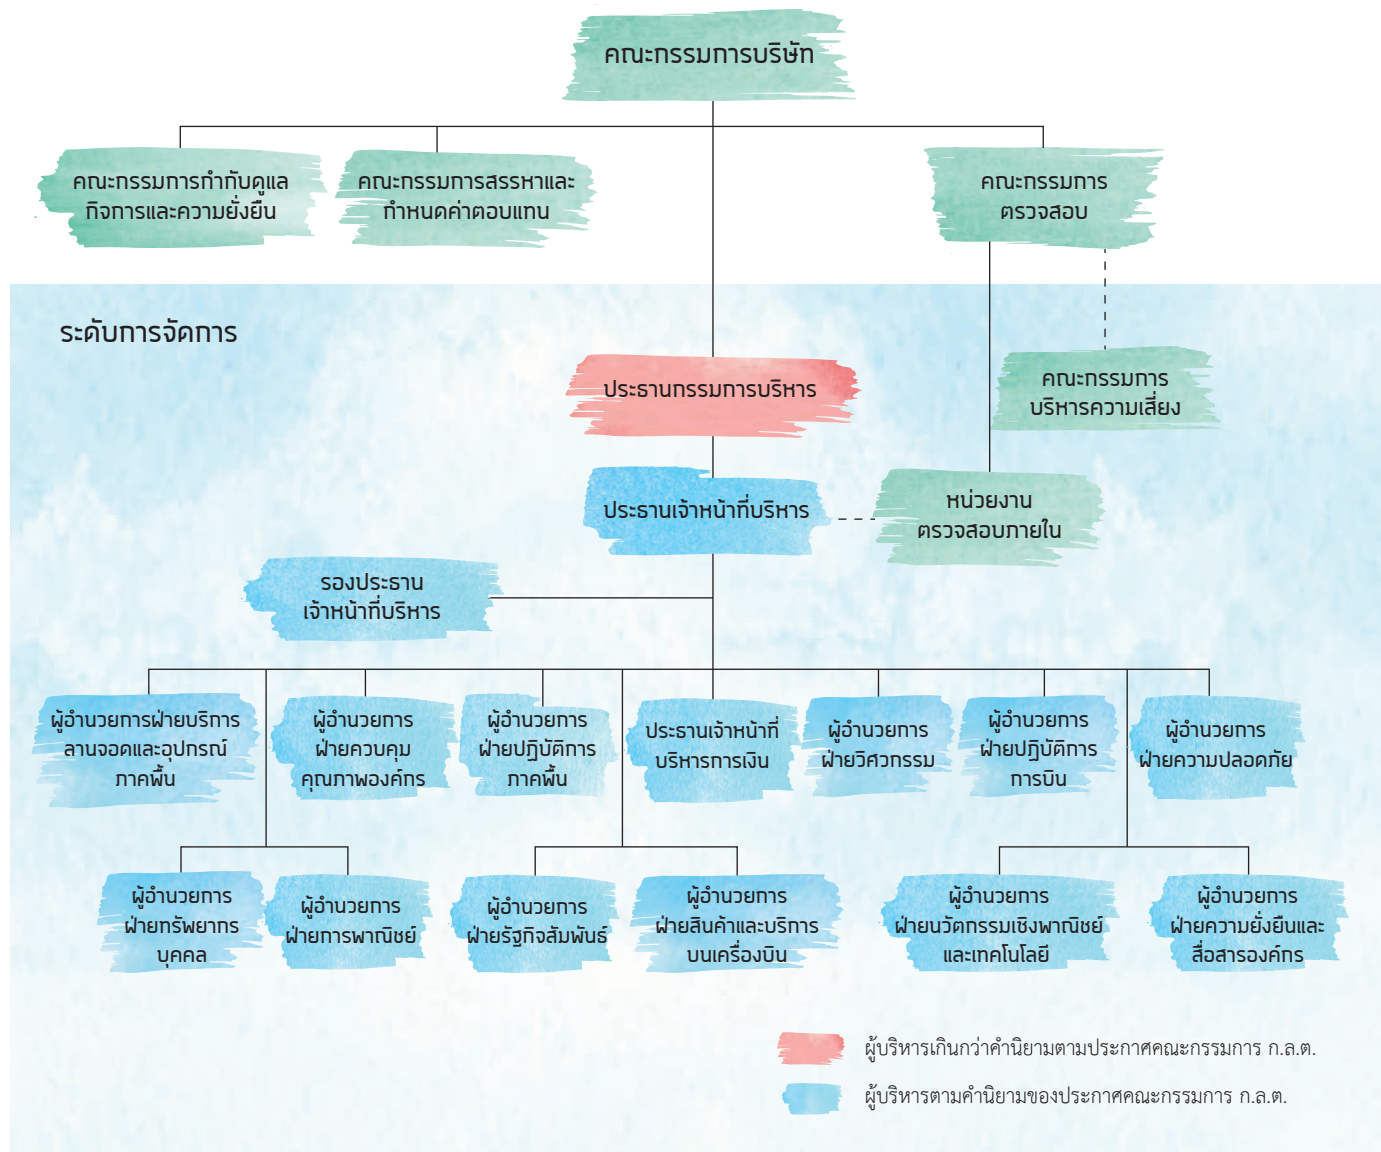 คณะกรรมการบริษัท
คณะกรรมการกำกับดูแล
กิจการและความยั่งยืน
คณะกรรมการสรรหาและ
กำหนดค่าตอบแทน
คณะกรรมการ
ตรวจสอบ
ระดับการจัดการ
ประธานกรรมการบริหาร
คณะกรรมการ
บริหารความเสี่ยง
ประธานเจ้าหน้าที่บริหาร
หน่วยงาน
ตรวจสอบภายใน
รองประธาน
เจ้าหน้าที่บริหาร
ผู้อำนวยการฝ่ายบริการ
ลานจอดและอุปกรณ์
ภาคพื้น
ผู้อำนวยการ
ฝ่ายควบคุม
คุณภาพองค์กร
ผู้อำนวยการ
ฝ่ายปฏิบัติการ
ภาคพื้น
ประธานเจ้าหน้าที่
บริหารการเงิน
ผู้อำนวยการ
ฝ่ายวิศวกรรม
ผู้อำนวยการ
ฝ่ายปฏิบัติการ
การบิน
ผู้อำนวยการ
ฝ่ายความปลอดภัย
ผู้อำนวยการ
ฝ่ายทรัพยากร
บุคคล
ผู้อำนวยการ
ฝ่ายการพาณิชย์
ผู้อำนวยการ
ฝ่ายรัฐกิจสัมพันธ์
ผู้อำนวยการ
ฝ่ายสินค้าและบริการ
บนเครื่องบิน
ผู้อำนวยการ
ฝ่ายนวัตกรรมเชิงพาณิชย์
และเทคโนโลยี
ผู้อำนวยการ
ฝ่ายความยั่งยืนและ
สื่อสารองค์กร
ผู้บริหารเกินกว่าคำนิยามตามประกาศคณะกรรมการ ก.ล.ต.
ผู้บริหารตามคำนิยามของประกาศคณะกรรมการ ก.ล.ต.